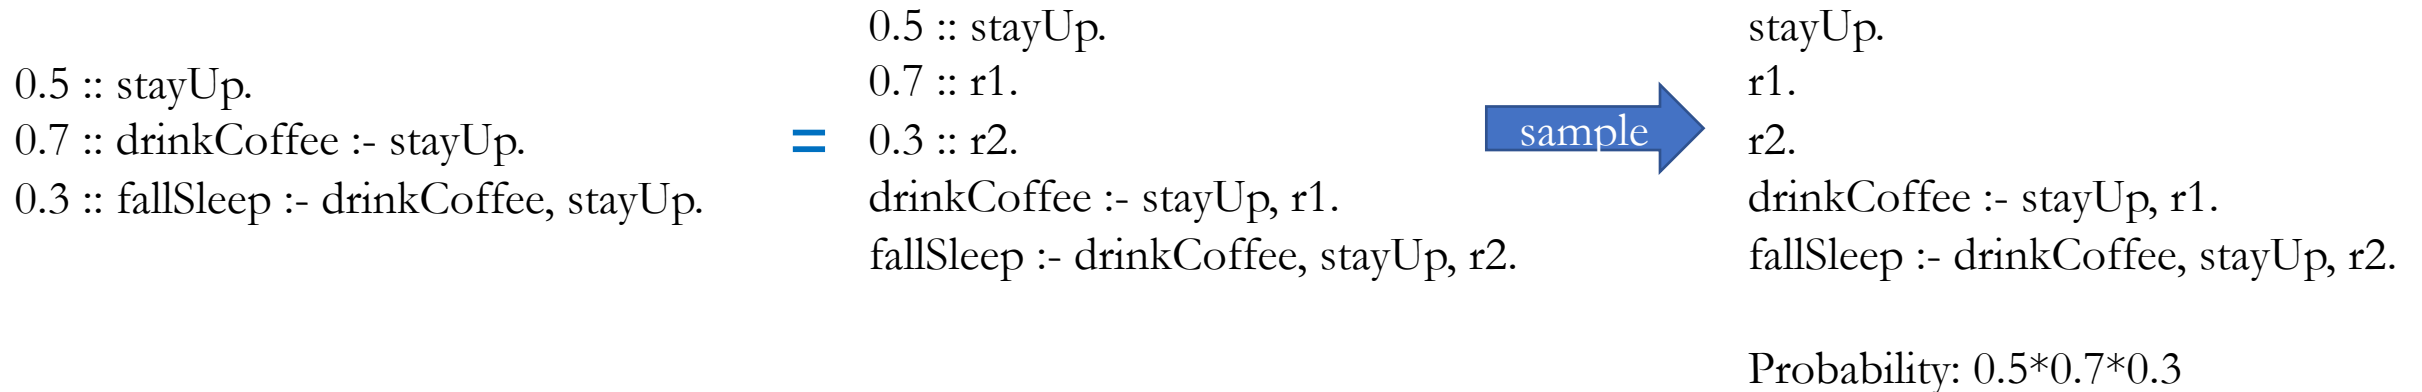 0.5 :: stayUp.
0.7 :: drinkCoffee :- stayUp.
0.3 :: fallSleep :- drinkCoffee, stayUp.
=
0.5 :: stayUp.
0.7 :: r1.
0.3 :: r2.
drinkCoffee :- stayUp, r1.
fallSleep :- drinkCoffee, stayUp, r2.
sample
stayUp.
r1.
r2.
drinkCoffee :- stayUp, r1.
fallSleep :- drinkCoffee, stayUp, r2.
Probability: 0.5*0.7*0.3